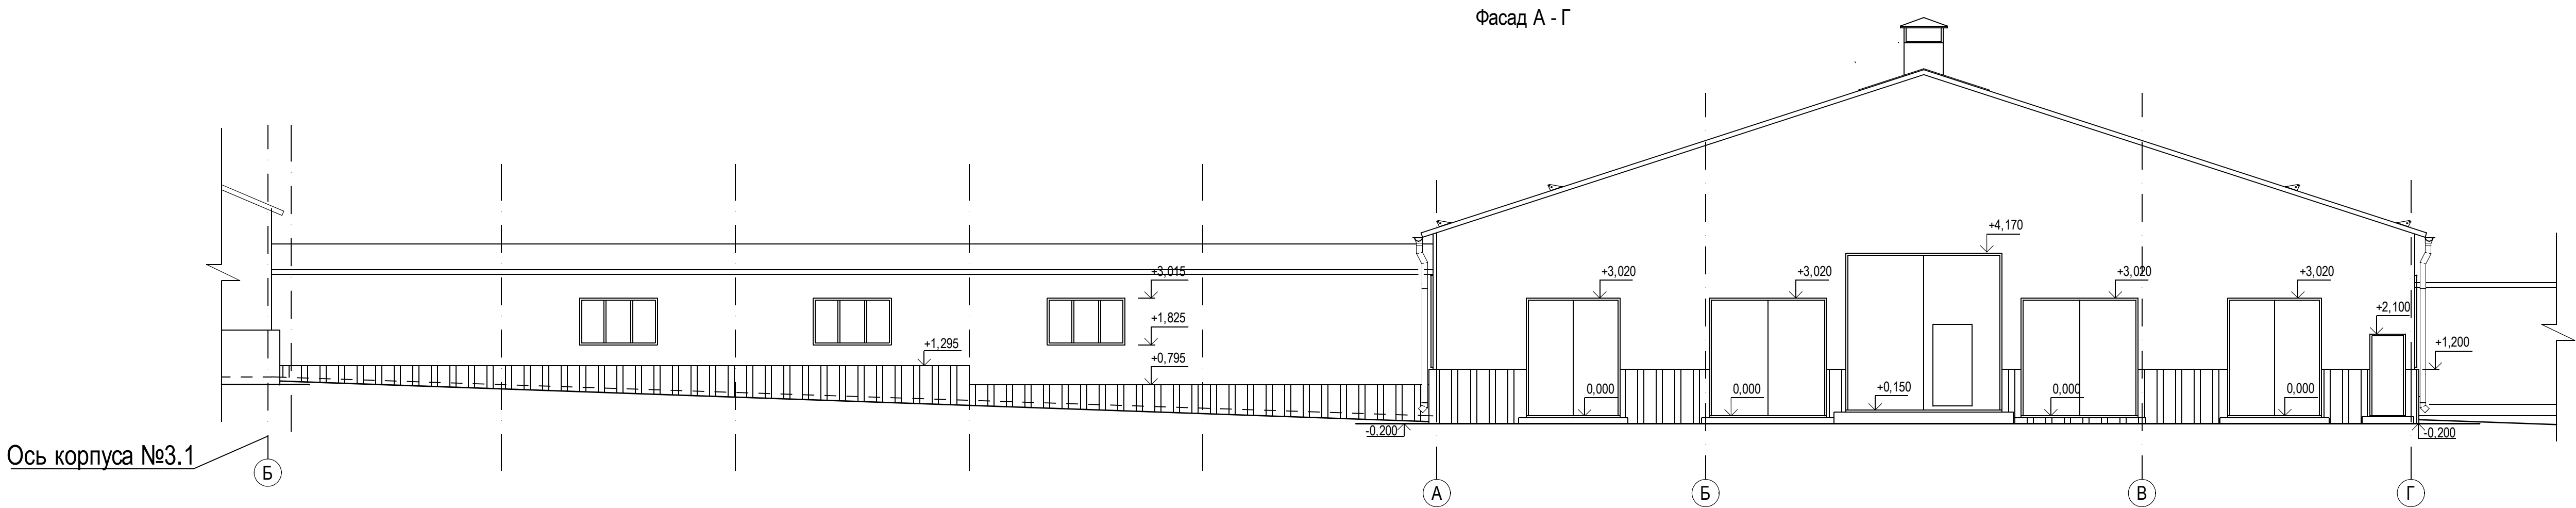 Фасад А - Г
+4,170
+3,015
+3,020
+3,020
+3,020
+3,020
+2,100
+1,825
+1,295
+1,200
+0,795
0,000
0,000
+0,150
0,000
0,000
-0,200
-0,200
Ось корпуса №3.1
Б
А
Б
В
Г